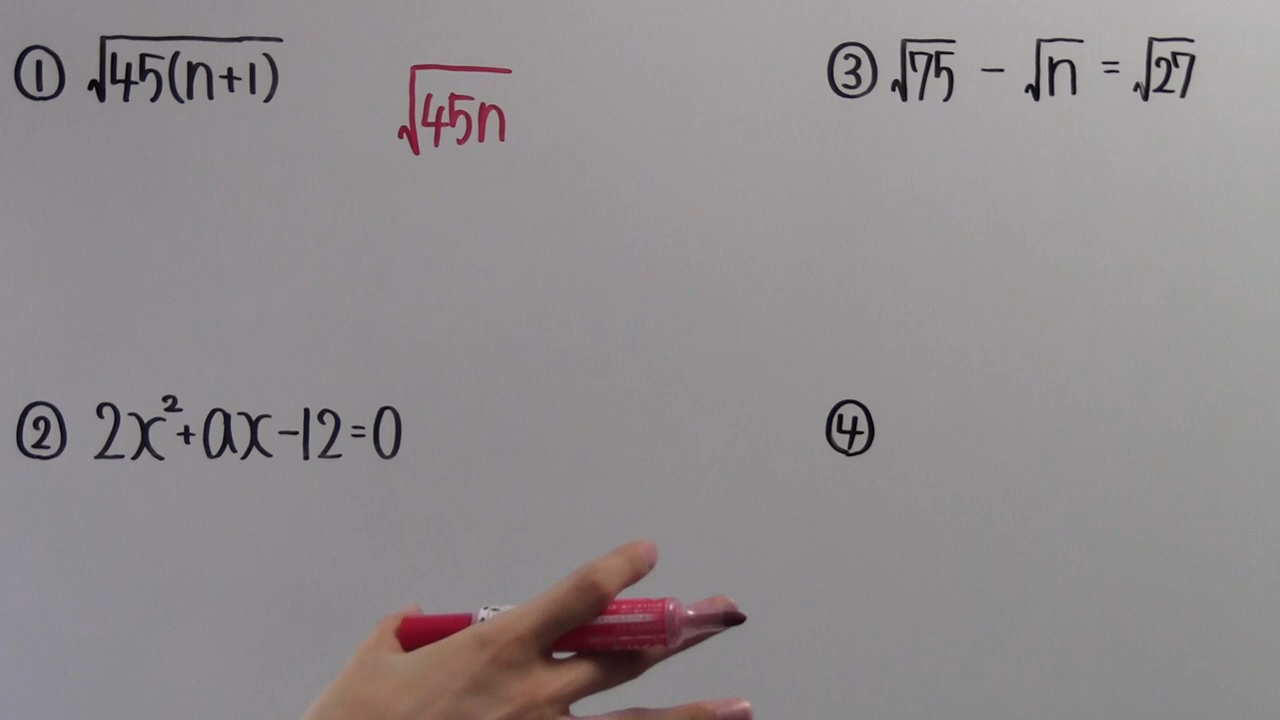 ① √45(n+1)
√45n
② 2x²+ax-12=0
③ √75 - √n = √27
④